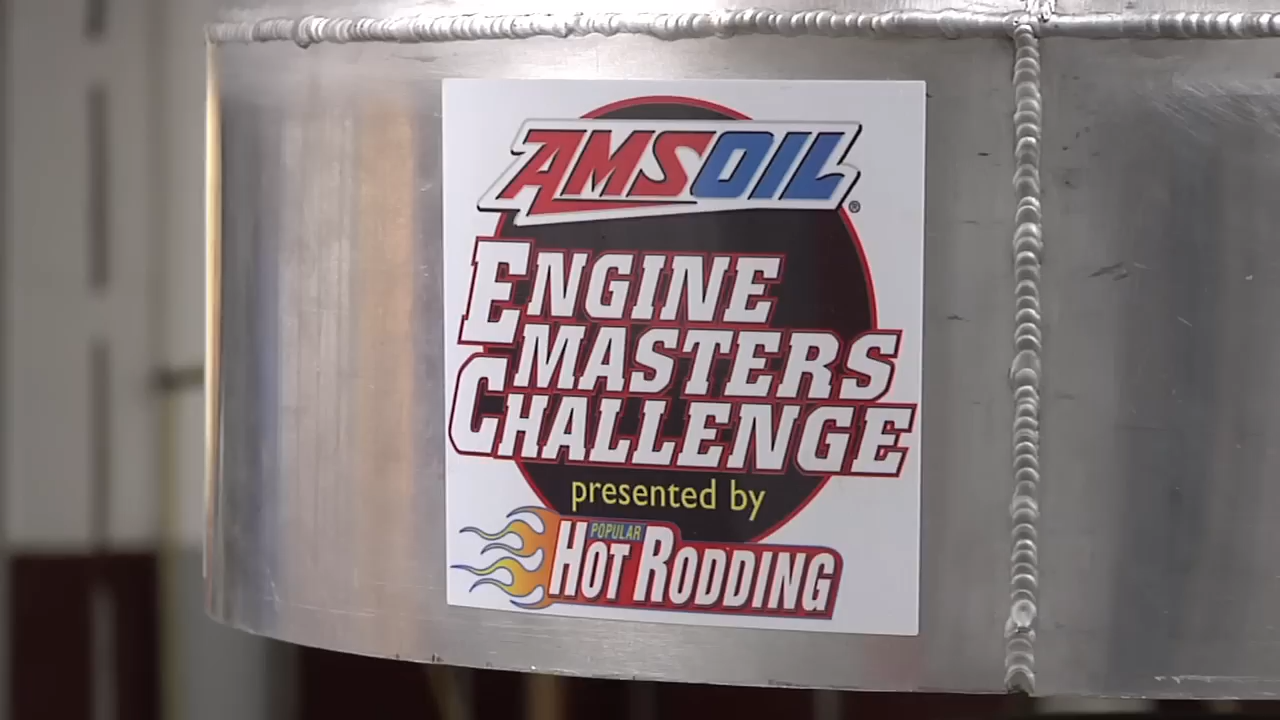 AMSOIL®
ENGINE
MASTERS
CHALLENGE
presented by
POPULAR
HOT RODDING